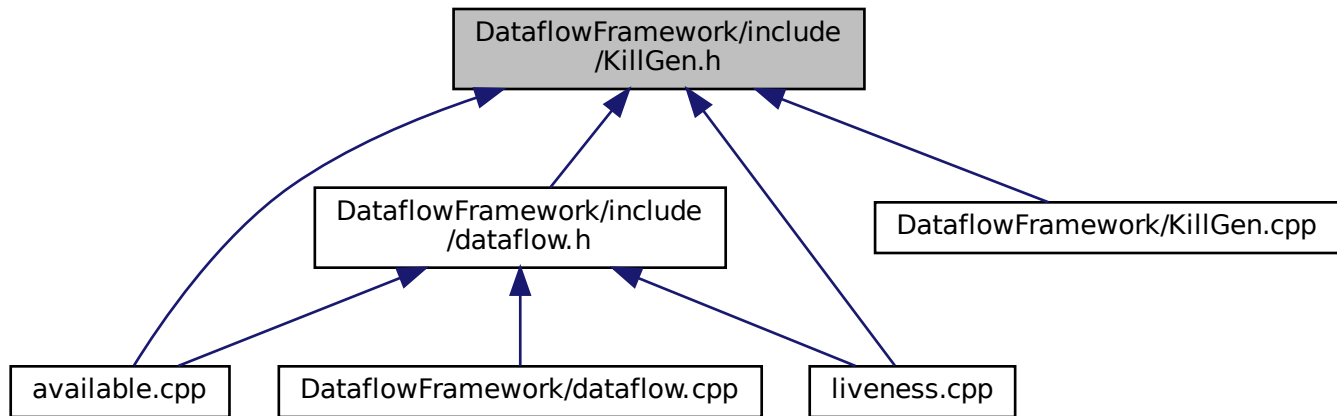 DataflowFramework/include
/KillGen.h
DataflowFramework/include
/dataflow.h
DataflowFramework/KillGen.cpp
available.cpp
DataflowFramework/dataflow.cpp
liveness.cpp